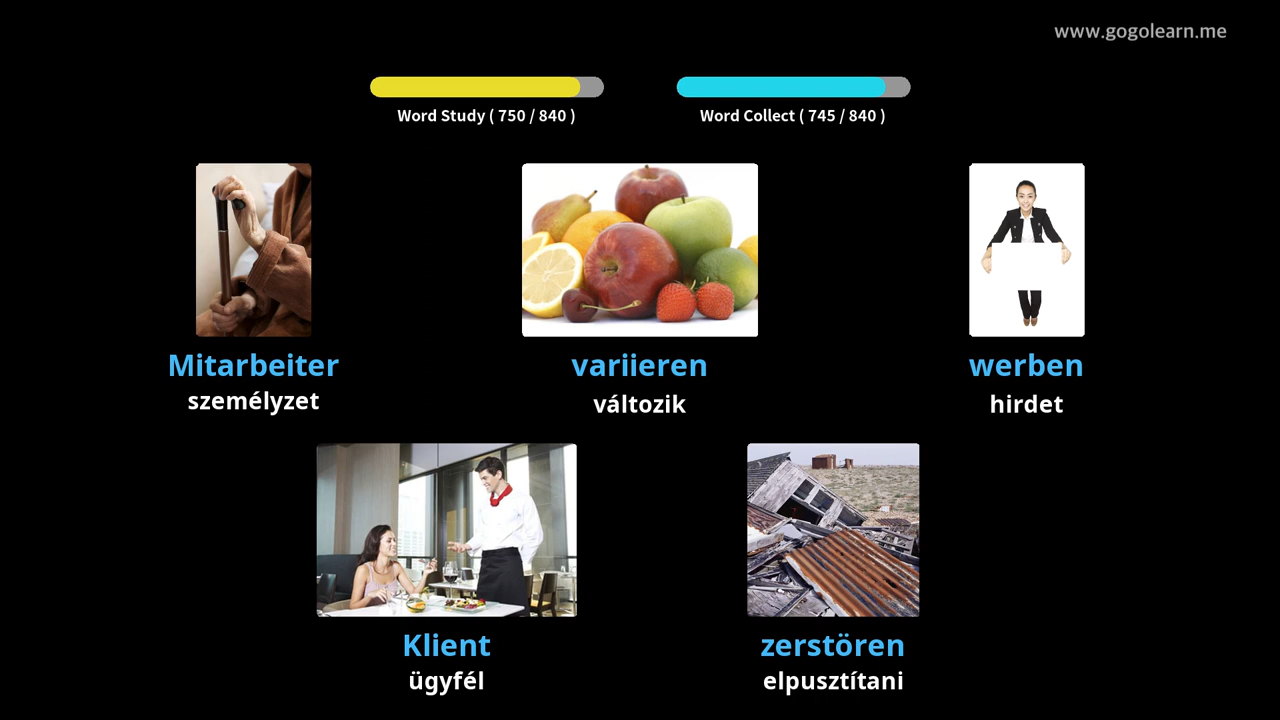 www.gogolearn.me
Word Study ( 750 / 840 )
Word Collect ( 745 / 840 )
Mitarbeiter
személyzet
variieren
változik
werben
hirdet
Klient
ügyfél
zerstören
elpusztítani